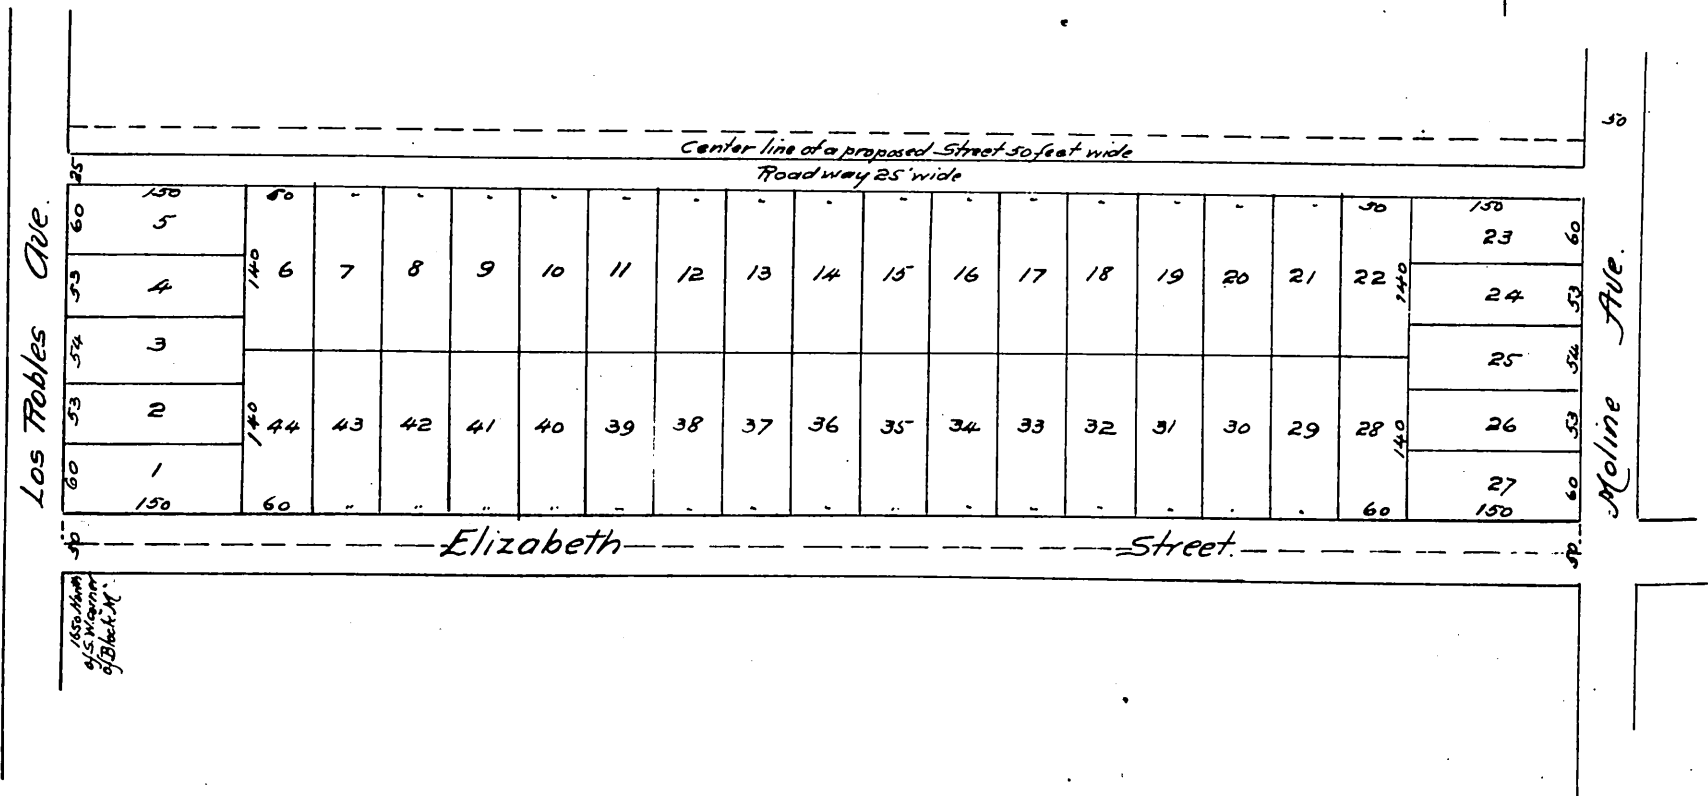 50
Center line of a proposed Street 50 feet wide
Roadway 25' wide
25
Los Robles Ave.
Moline Ave.
150 60 - - - - - - - - - - - - - - - 50 150
60 5 23 60
140 6 7 8 9 10 11 12 13 14 15 16 17 18 19 20 21 22 140
53 4 24 53
54 3 25 54
53 2 26 53
140 44 43 42 41 40 39 38 37 36 35 34 33 32 31 30 29 28 140
60 1 27 60
150 60 " " " " " - - - " - - - - - - 60 150
50 Elizabeth Street. 50
1650 North
of S.W. corner
of Block "M".